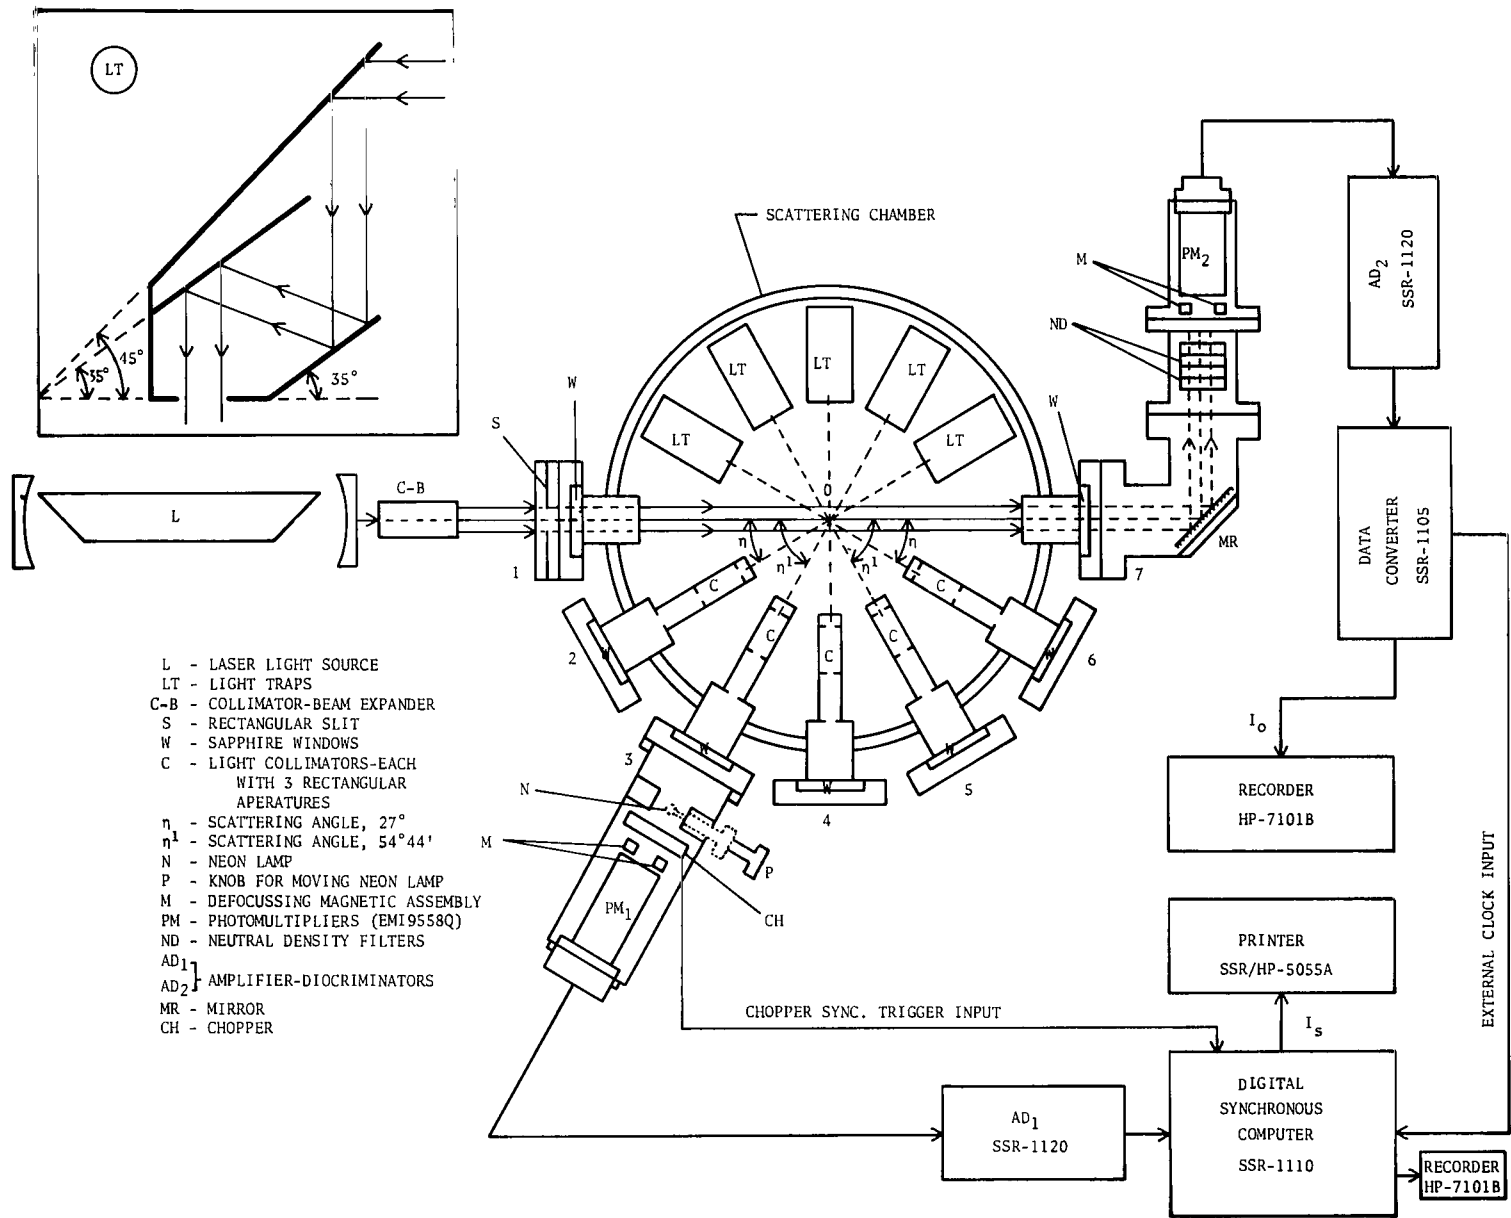 LT
45°
35°
35°
SCATTERING CHAMBER
LT
LT
LT
LT
LT
S
W
C-B
L
1
O
η
η¹
η¹
η
C
C
C
C
C
W
W
W
W
W
2
3
4
5
6
W
7
MR
M
ND
PM₂
AD₂
SSR-1120
DATA
CONVERTER
SSR-1105
I₀
RECORDER
HP-7101B
EXTERNAL CLOCK INPUT
PRINTER
SSR/HP-5055A
Iₛ
L - LASER LIGHT SOURCE
LT - LIGHT TRAPS
C-B - COLLIMATOR-BEAM EXPANDER
S - RECTANGULAR SLIT
W - SAPPHIRE WINDOWS
C - LIGHT COLLIMATORS-EACH
WITH 3 RECTANGULAR
APERATURES
η - SCATTERING ANGLE, 27°
η¹ - SCATTERING ANGLE, 54°44'
N - NEON LAMP
P - KNOB FOR MOVING NEON LAMP
M - DEFOCUSSING MAGNETIC ASSEMBLY
PM - PHOTOMULTIPLIERS (EMI9558Q)
ND - NEUTRAL DENSITY FILTERS
AD₁
AD₂ } AMPLIFIER-DIOCRIMINATORS
MR - MIRROR
CH - CHOPPER
N
M
P
CH
PM₁
CHOPPER SYNC. TRIGGER INPUT
AD₁
SSR-1120
DIGITAL
SYNCHRONOUS
COMPUTER
SSR-1110
RECORDER
HP-7101B